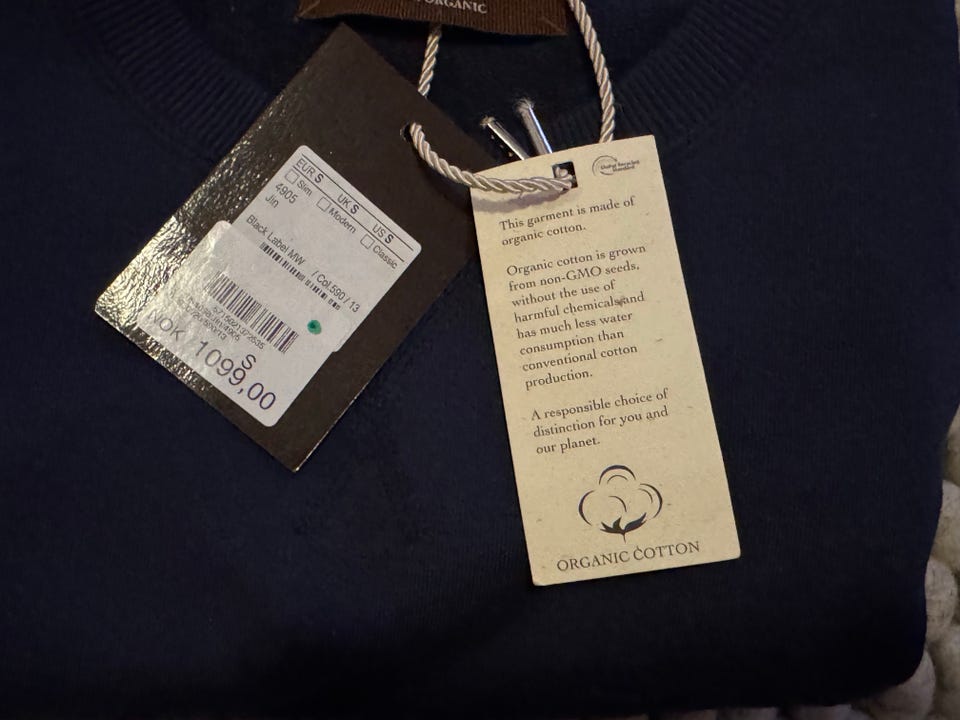 ORGANIC
EUR S UK S US S
Slim Modern Classic
4905
Jin
Black Label MW / Col.590 / 13
S
NOK 1099,00
This garment is made of
organic cotton.
Organic cotton is grown
from non-GMO seeds,
without the use of
harmful chemicals and
has much less water
consumption than
conventional cotton
production.
A responsible choice of
distinction for you and
our planet.
ORGANIC COTTON
Global Recycled
Standard